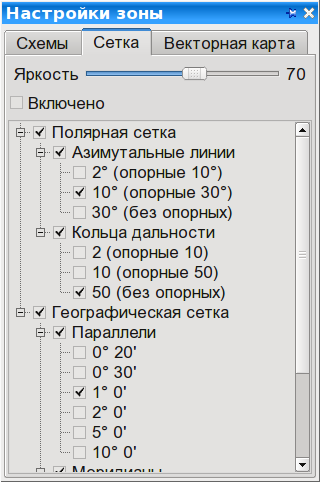 Настройки зоны
Схемы Сетка Векторная карта
Яркость 70
Включено
Полярная сетка
Азимутальные линии
2° (опорные 10°)
10° (опорные 30°)
30° (без опорных)
Кольца дальности
2 (опорные 10)
10 (опорные 50)
50 (без опорных)
Географическая сетка
Параллели
0° 20'
0° 30'
1° 0'
2° 0'
5° 0'
10° 0'
Меридианы